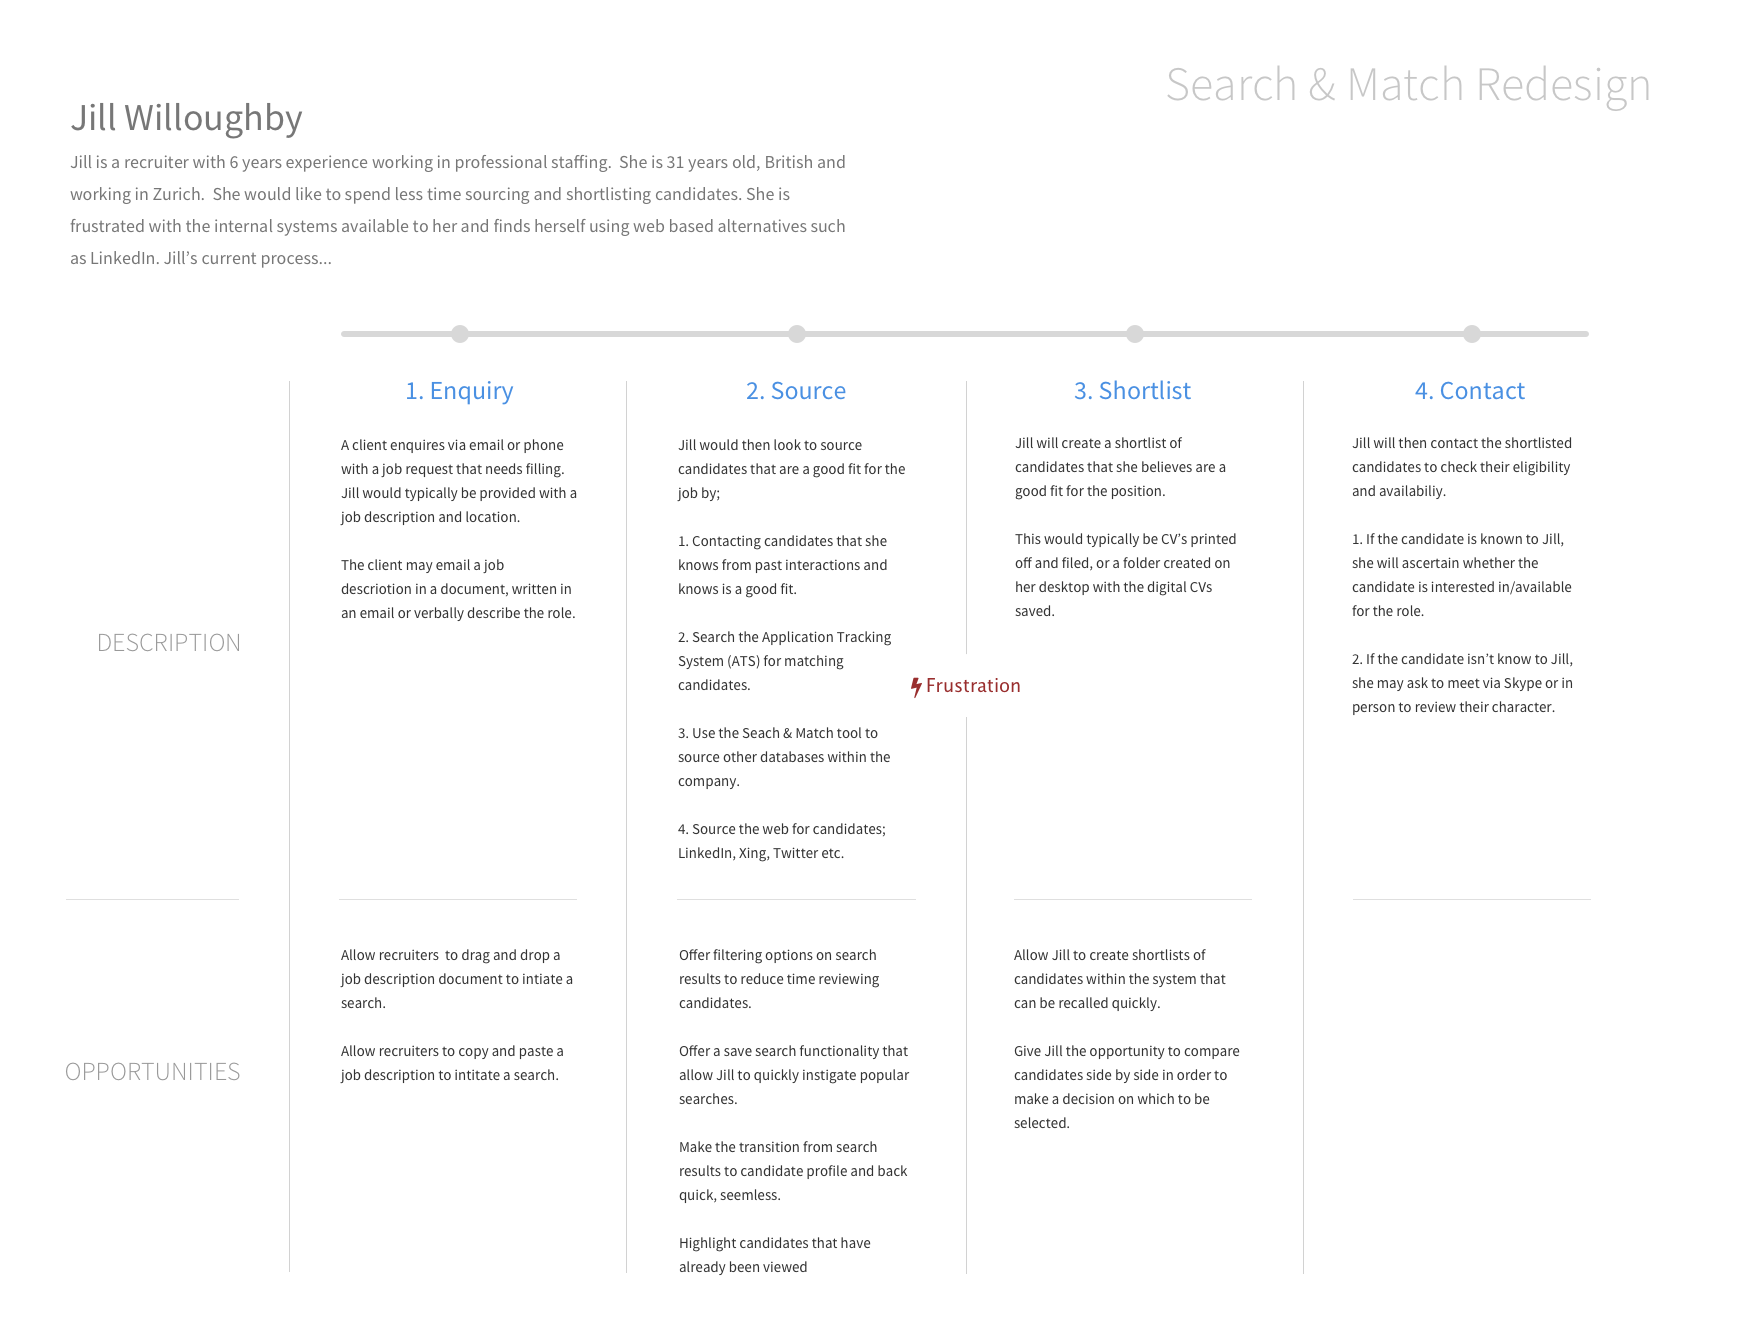 Search & Match Redesign
Jill Willoughby
Jill is a recruiter with 6 years experience working in professional staffing.  She is 31 years old, British and
working in Zurich.  She would like to spend less time sourcing and shortlisting candidates. She is
frustrated with the internal systems available to her and finds herself using web based alternatives such
as LinkedIn. Jill’s current process...
DESCRIPTION
1. Enquiry
A client enquires via email or phone
with a job request that needs filling.
Jill would typically be provided with a
job description and location.
The client may email a job
descriotion in a document, written in
an email or verbally describe the role.
2. Source
Jill would then look to source
candidates that are a good fit for the
job by;
1. Contacting candidates that she
knows from past interactions and
knows is a good fit.
2. Search the Application Tracking
System (ATS) for matching
candidates.
3. Use the Seach & Match tool to
source other databases within the
company.
4. Source the web for candidates;
LinkedIn, Xing, Twitter etc.
Frustration
3. Shortlist
Jill will create a shortlist of
candidates that she believes are a
good fit for the position.
This would typically be CV’s printed
off and filed, or a folder created on
her desktop with the digital CVs
saved.
4. Contact
Jill will then contact the shortlisted
candidates to check their eligibility
and availabiliy.
1. If the candidate is known to Jill,
she will ascertain whether the
candidate is interested in/available
for the role.
2. If the candidate isn’t know to Jill,
she may ask to meet via Skype or in
person to review their character.
OPPORTUNITIES
Allow recruiters  to drag and drop a
job description document to intiate a
search.
Allow recruiters to copy and paste a
job description to intitate a search.
Offer filtering options on search
results to reduce time reviewing
candidates.
Offer a save search functionality that
allow Jill to quickly instigate popular
searches.
Make the transition from search
results to candidate profile and back
quick, seemless.
Highlight candidates that have
already been viewed
Allow Jill to create shortlists of
candidates within the system that
can be recalled quickly.
Give Jill the opportunity to compare
candidates side by side in order to
make a decision on which to be
selected.